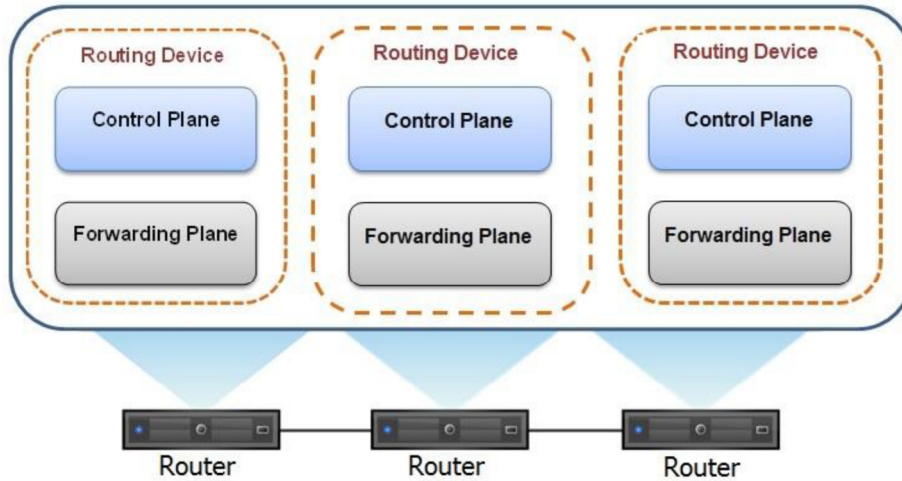 Routing Device
Routing Device
Routing Device
Control Plane
Control Plane
Control Plane
Forwarding Plane
Forwarding Plane
Forwarding Plane
Router
Router
Router